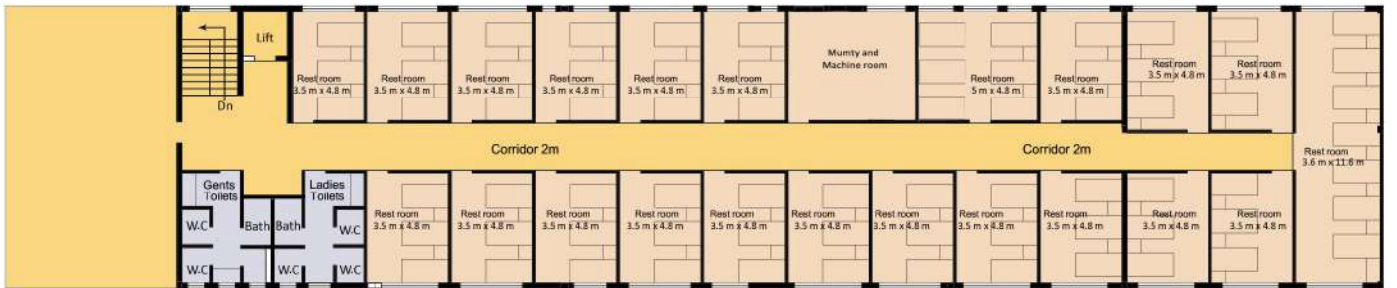 Lift
Dn
Rest room
3.5 m x 4.8 m
Rest room
3.5 m x 4.8 m
Rest room
3.5 m x 4.8 m
Rest room
3.5 m x 4.8 m
Rest room
3.5 m x 4.8 m
Rest room
3.5 m x 4.8 m
Mumty and
Machine room
Rest room
5 m x 4.8 m
Rest room
3.5 m x 4.8 m
Rest room
3.5 m x 4.8 m
Rest room
3.5 m x 4.8 m
Corridor 2m
Corridor 2m
Rest room
3.6 m x 11.6 m
Gents
Toilets
Ladies
Toilets
W.C
Bath
Bath
W.C
W.C
W.C
W.C
Rest room
3.5 m x 4.8 m
Rest room
3.5 m x 4.8 m
Rest room
3.5 m x 4.8 m
Rest room
3.5 m x 4.8 m
Rest room
3.5 m x 4.8 m
Rest room
3.5 m x 4.8 m
Rest room
3.5 m x 4.8 m
Rest room
3.5 m x 4.8 m
Rest room
3.5 m x 4.8 m
Rest room
3.5 m x 4.8 m
Rest room
3.5 m x 4.8 m